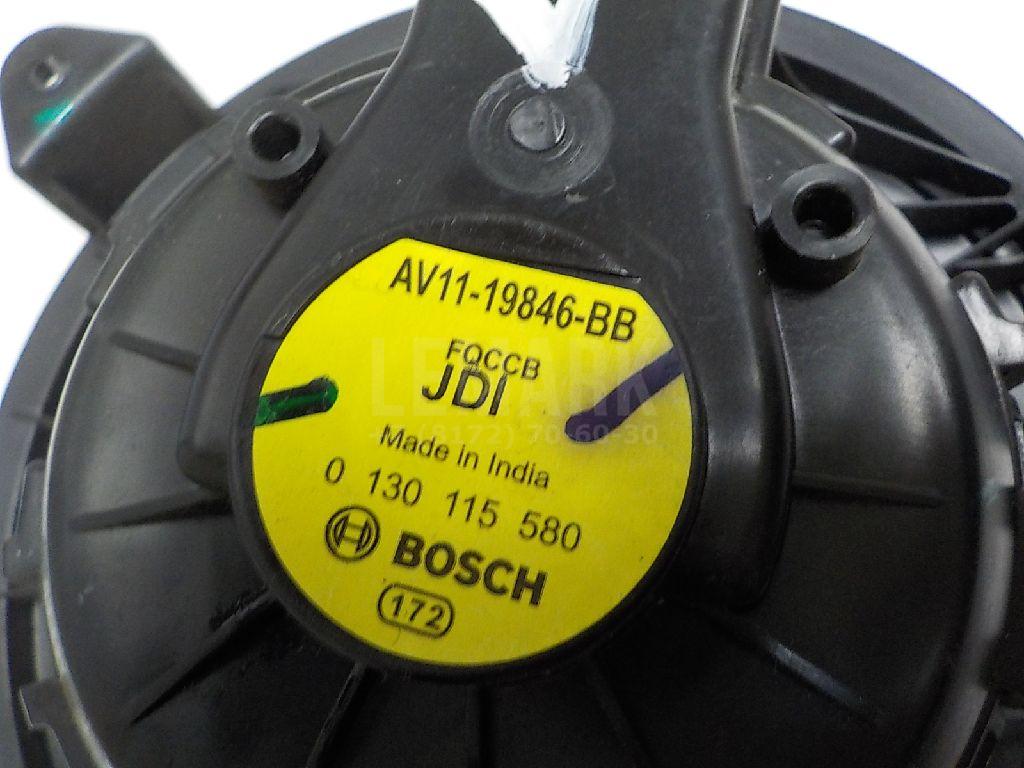 AV11-19846-BB
FQCCB
JDI
Made in India
0 130 115 580
BOSCH
172